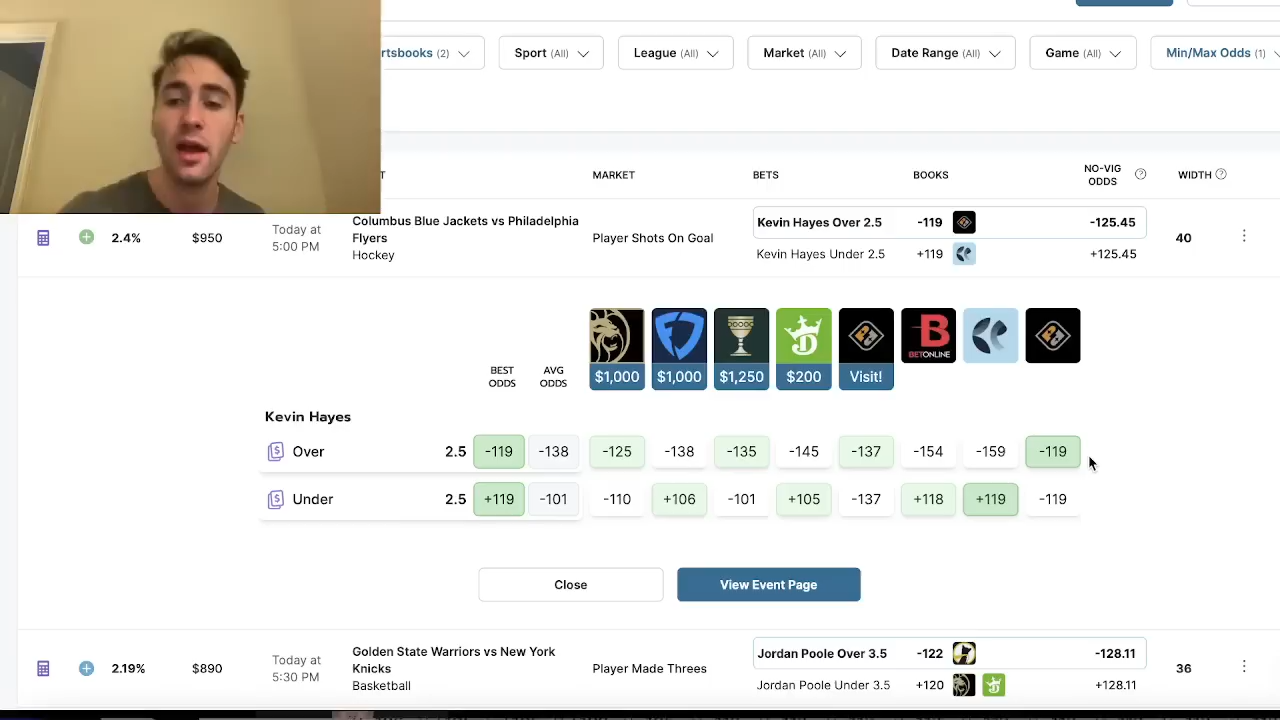 rtsbooks (2)
Sport (All)
League (All)
Market (All)
Date Range (All)
Game (All)
Min/Max Odds (1)
T
MARKET
BETS
BOOKS
NO-VIG
ODDS
WIDTH
2.4%
$950
Today at
5:00 PM
Columbus Blue Jackets vs Philadelphia
Flyers
Hockey
Player Shots On Goal
Kevin Hayes Over 2.5 -119 -125.45
Kevin Hayes Under 2.5 +119 +125.45
40
BEST
ODDS
AVG
ODDS
$1,000
$1,000
$1,250
$200
Visit!
B
BETONLINE
Kevin Hayes
Over 2.5 -119 -138 -125 -138 -135 -145 -137 -154 -159 -119
Under 2.5 +119 -101 -110 +106 -101 +105 -137 +118 +119 -119
Close
View Event Page
2.19%
$890
Today at
5:30 PM
Golden State Warriors vs New York
Knicks
Basketball
Player Made Threes
Jordan Poole Over 3.5 -122 -128.11
Jordan Poole Under 3.5 +120 +128.11
36